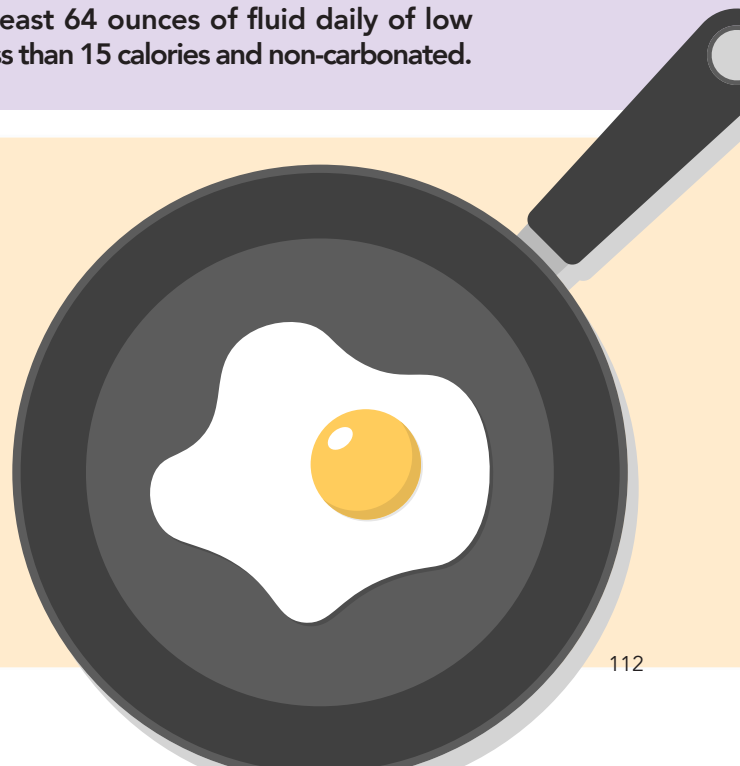 east 64 ounces of fluid daily of low
s than 15 calories and non-carbonated.
112